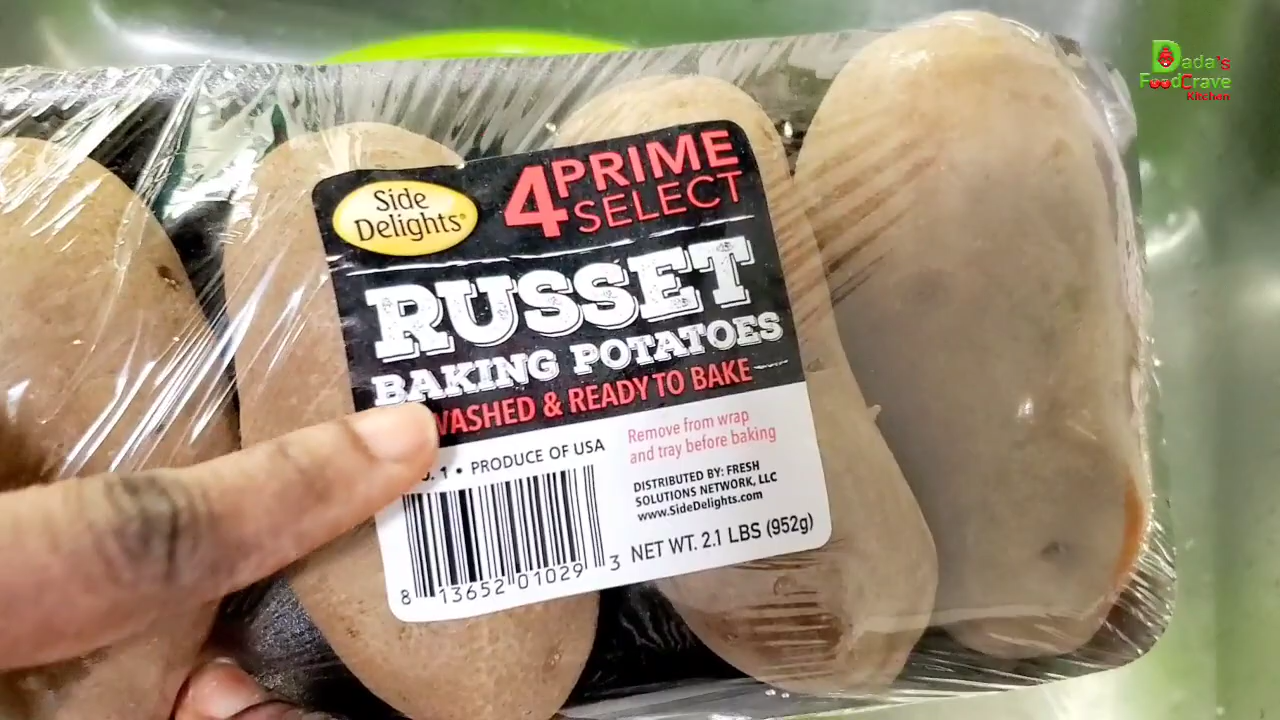 Dada's
FoodCrave
Kitchen
Side
Delights®
4 PRIME
SELECT
RUSSET
BAKING POTATOES
WASHED & READY TO BAKE
. 1 • PRODUCE OF USA
Remove from wrap
and tray before baking
DISTRIBUTED BY: FRESH
SOLUTIONS NETWORK, LLC
www.SideDelights.com
NET WT. 2.1 LBS (952g)
8 13652 01029 3